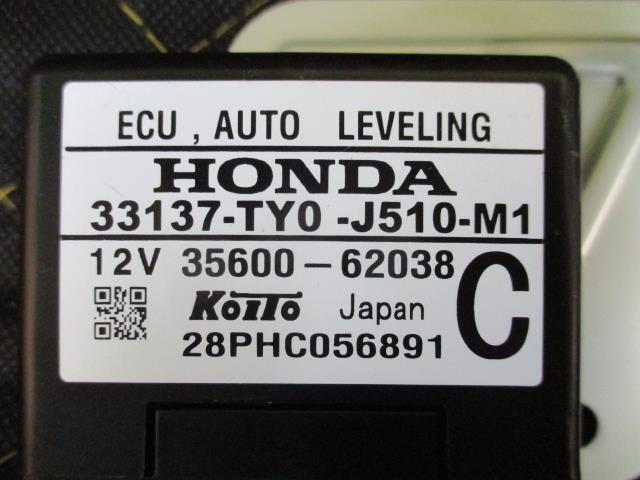 ECU , AUTO LEVELING
HONDA
33137-TY0 -J510-M1
12V 35600-62038 C
KOITO Japan
28PHC056891